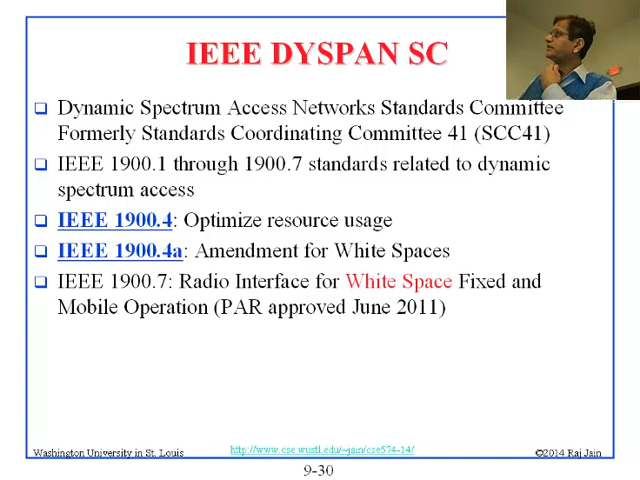 IEEE DYSPAN SC
Dynamic Spectrum Access Networks Standards Committee
Formerly Standards Coordinating Committee 41 (SCC41)
IEEE 1900.1 through 1900.7 standards related to dynamic
spectrum access
IEEE 1900.4: Optimize resource usage
IEEE 1900.4a: Amendment for White Spaces
IEEE 1900.7: Radio Interface for White Space Fixed and
Mobile Operation (PAR approved June 2011)
Washington University in St. Louis
http://www.cse.wustl.edu/~jain/cse574-14/
©2014 Raj Jain
9-30